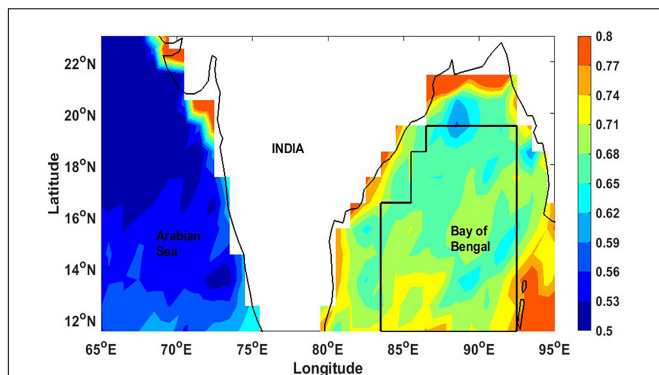 22°N
20°N
18°N
16°N
14°N
12°N
Latitude
INDIA
Arabian
Sea
Bay of
Bengal
65°E 70°E 75°E 80°E 85°E 90°E 95°E
Longitude
0.8
0.77
0.74
0.71
0.68
0.65
0.62
0.59
0.56
0.53
0.5